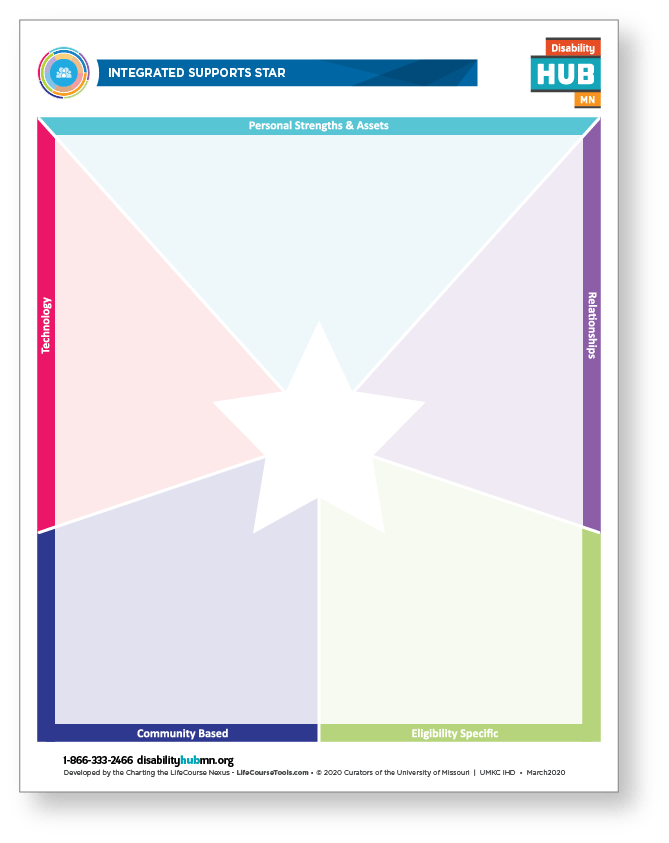 INTEGRATED SUPPORTS STAR
Disability
HUB
MN
Personal Strengths & Assets
Technology
Relationships
Community Based
Eligibility Specific
1-866-333-2466 disabilityhubmn.org
Developed by the Charting the LifeCourse Nexus - LifeCourseTools.com • © 2020 Curators of the University of Missouri | UMKC IHD • March2020